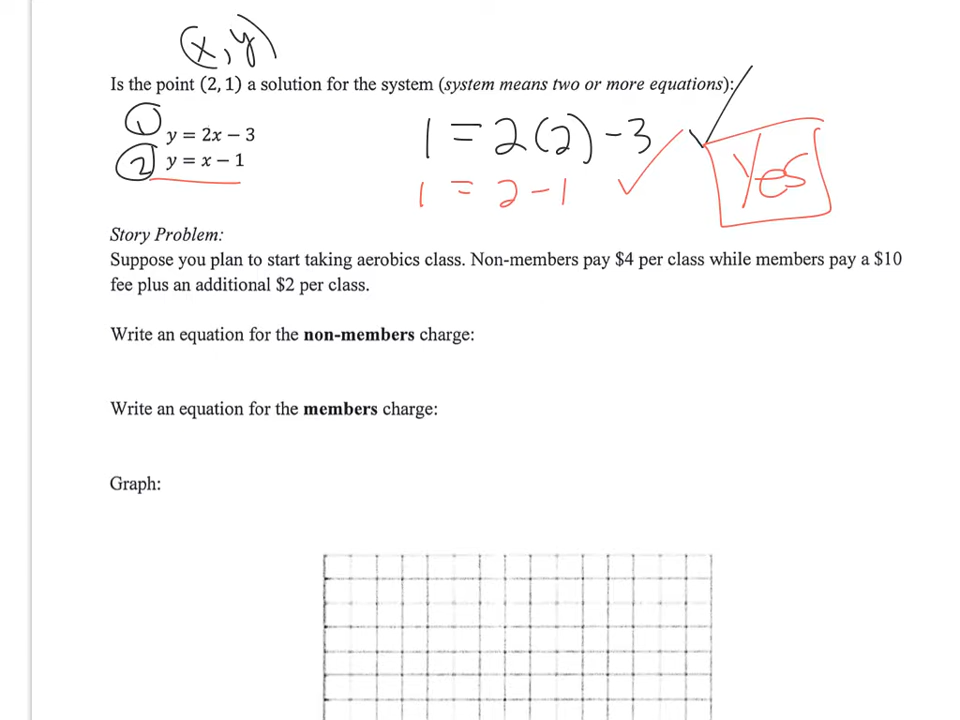 (x, y)
Is the point (2, 1) a solution for the system (system means two or more equations):
① y = 2x − 3
② y = x − 1
1 = 2(2) − 3 ✓
1 = 2 − 1 ✓
Yes
Story Problem:
Suppose you plan to start taking aerobics class. Non-members pay $4 per class while members pay a $10
fee plus an additional $2 per class.
Write an equation for the non-members charge:
Write an equation for the members charge:
Graph: